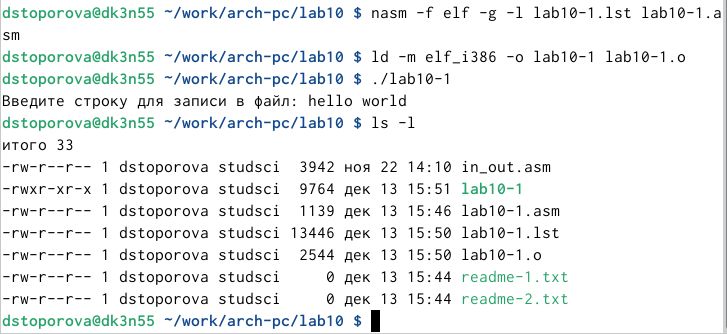 dstoporova@dk3n55 ~/work/arch-pc/lab10 $ nasm -f elf -g -l lab10-1.lst lab10-1.a
sm
dstoporova@dk3n55 ~/work/arch-pc/lab10 $ ld -m elf_i386 -o lab10-1 lab10-1.o
dstoporova@dk3n55 ~/work/arch-pc/lab10 $ ./lab10-1
Введите строку для записи в файл: hello world
dstoporova@dk3n55 ~/work/arch-pc/lab10 $ ls -l
итого 33
-rw-r--r-- 1 dstoporova studsci  3942 ноя 22 14:10 in_out.asm
-rwxr-xr-x 1 dstoporova studsci  9764 дек 13 15:51 lab10-1
-rw-r--r-- 1 dstoporova studsci  1139 дек 13 15:46 lab10-1.asm
-rw-r--r-- 1 dstoporova studsci 13446 дек 13 15:50 lab10-1.lst
-rw-r--r-- 1 dstoporova studsci  2544 дек 13 15:50 lab10-1.o
-rw-r--r-- 1 dstoporova studsci     0 дек 13 15:44 readme-1.txt
-rw-r--r-- 1 dstoporova studsci     0 дек 13 15:44 readme-2.txt
dstoporova@dk3n55 ~/work/arch-pc/lab10 $